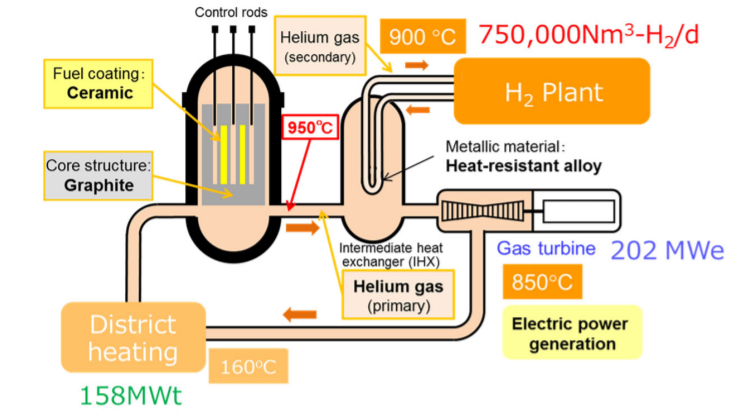 Control rods
Helium gas
(secondary)
900 °C
750,000Nm³-H₂/d
Fuel coating:
Ceramic
H₂ Plant
950℃
Metallic material:
Heat-resistant alloy
Core structure:
Graphite
Intermediate heat
exchanger (IHX)
Gas turbine
202 MWe
Helium gas
(primary)
850°C
District
heating
Electric power
generation
160°C
158MWt